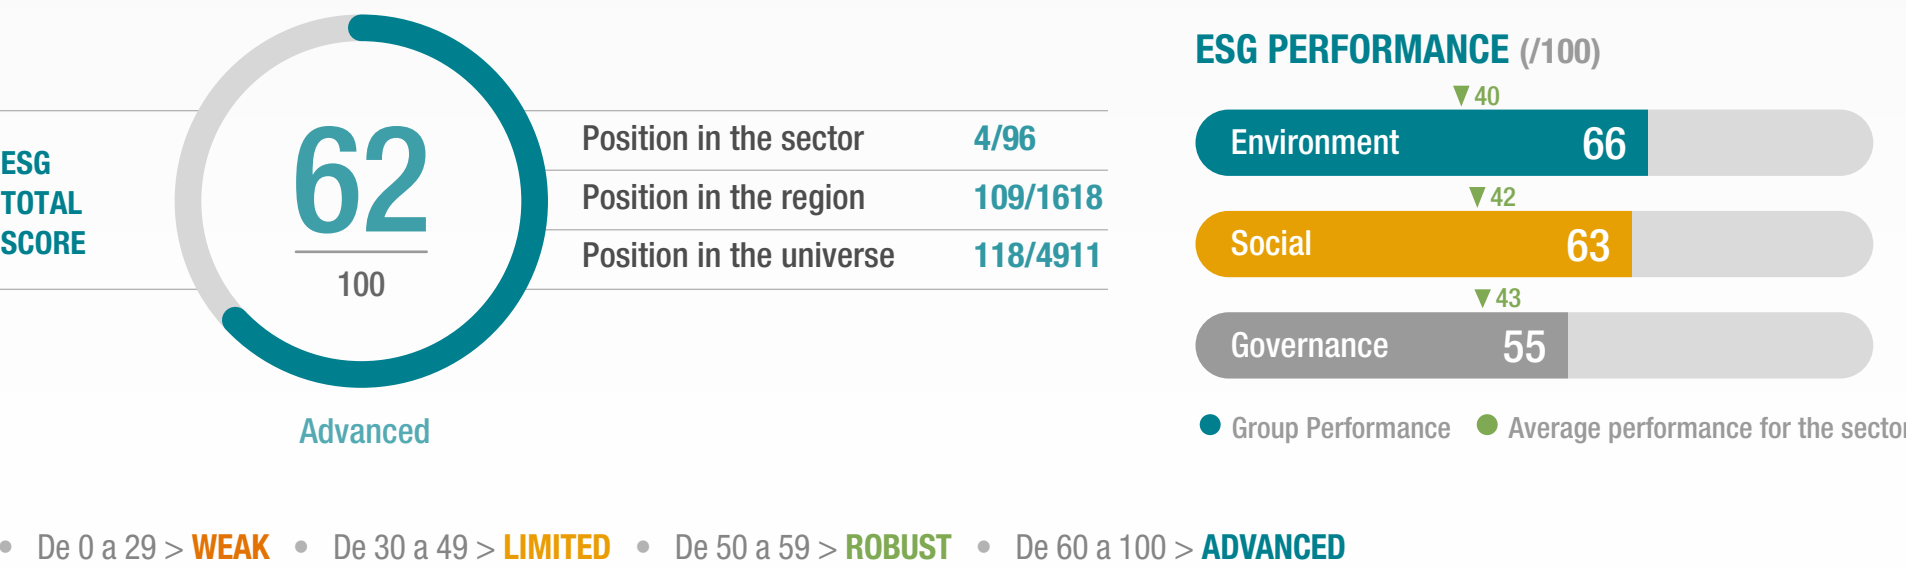 ESG
TOTAL
SCORE
62
100
Advanced
Position in the sector 4/96
Position in the region 109/1618
Position in the universe 118/4911
ESG PERFORMANCE (/100)
40
Environment 66
42
Social 63
43
Governance 55
Group Performance Average performance for the sector
• De 0 a 29 > WEAK • De 30 a 49 > LIMITED • De 50 a 59 > ROBUST • De 60 a 100 > ADVANCED